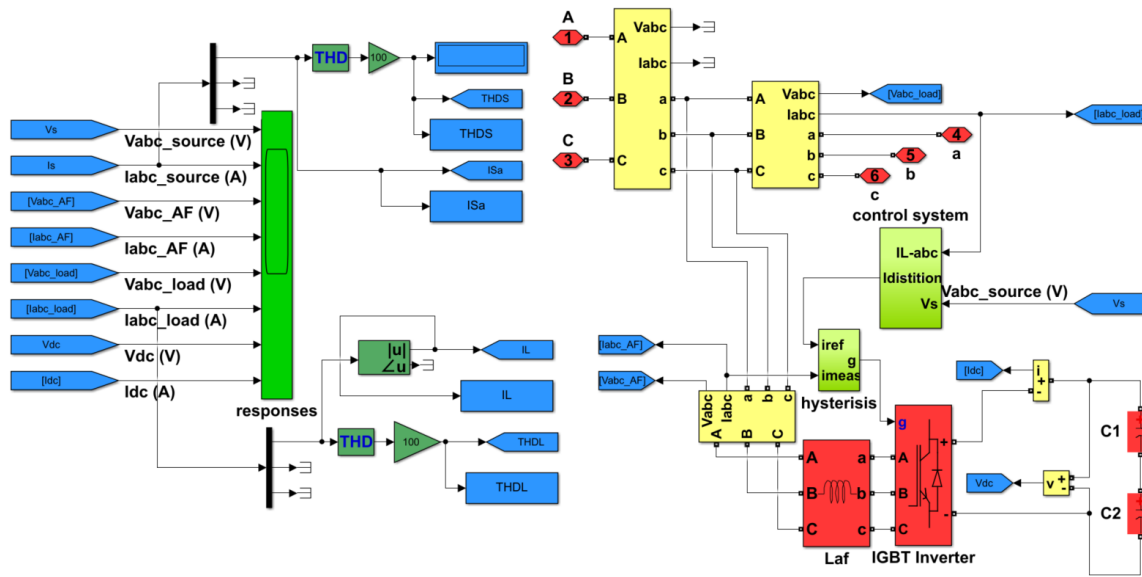 THD
100
THDS
THDS
ISa
ISa
Vs
Vabc_source (V)
Is
Iabc_source (A)
[Vabc_AF]
Vabc_AF (V)
[Iabc_AF]
Iabc_AF (A)
[Vabc_load]
Vabc_load (V)
[Iabc_load]
Iabc_load (A)
Vdc
Vdc (V)
[Idc]
Idc (A)
responses
|u|
∠u
IL
IL
THD
100
THDL
THDL
A
1
B
2
C
3
A
B
C
Vabc
Iabc
a
b
c
A
B
C
Vabc
Iabc
a
b
c
[Vabc_load]
[Iabc_load]
4
a
5
b
6
c
control system
IL-abc
Idistition
Vs
Vabc_source (V)
Vs
[Iabc_AF]
[Vabc_AF]
iref
g
imeas
hysterisis
Vabc
Iabc
a
b
c
A
B
C
A
B
C
a
b
c
Laf
g
A
B
C
+
-
IGBT Inverter
[Idc]
i
+
-
Vdc
v
+
-
C1
C2